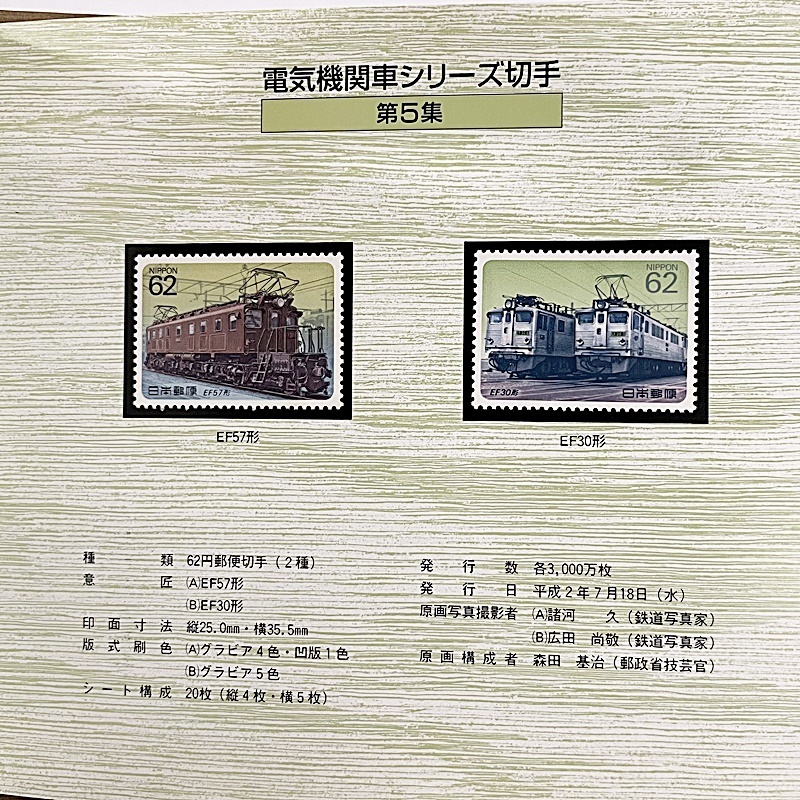 電気機関車シリーズ切手
第5集
NIPPON
62
日本郵便 EF57形
NIPPON
62
EF30形 日本郵便
EF57形
EF30形
種類 62円郵便切手(2種)
意匠 (A)EF57形
(B)EF30形
印面寸法 縦25.0mm・横35.5mm
版式刷色 (A)グラビア4色・凹版1色
(B)グラビア5色
シート構成 20枚(縦4枚・横5枚)
発行数 各3,000万枚
発行日 平成2年7月18日(水)
原画写真撮影者 (A)諸河 久(鉄道写真家)
(B)広田 尚敬(鉄道写真家)
原画構成者 森田 基治(郵政省技芸官)